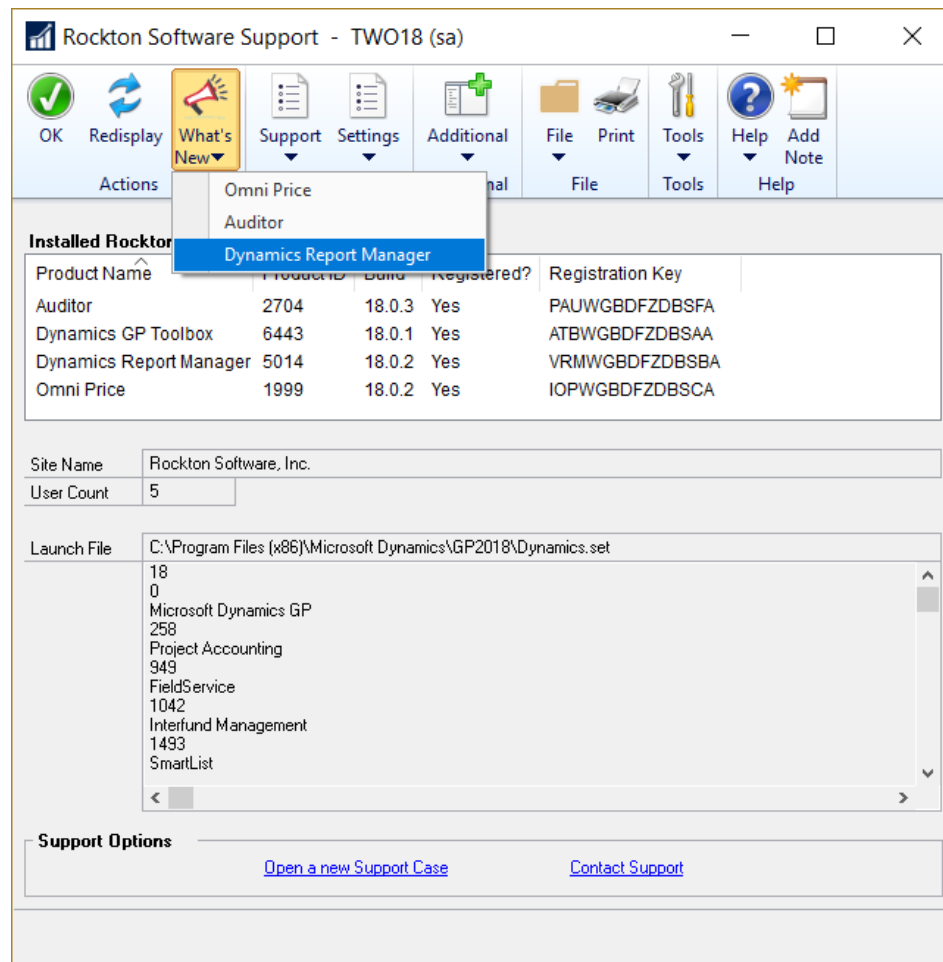 Rockton Software Support - TWO18 (sa)
OK Redisplay What's New Support Settings Additional File Print Tools Help Add Note
Actions nal File Tools Help
Omni Price
Auditor
Dynamics Report Manager
Installed Rockton
Product Name Product ID Build Registered? Registration Key
Auditor 2704 18.0.3 Yes PAUWGBDFZDBSFA
Dynamics GP Toolbox 6443 18.0.1 Yes ATBWGBDFZDBSAA
Dynamics Report Manager 5014 18.0.2 Yes VRMWGBDFZDBSBA
Omni Price 1999 18.0.2 Yes IOPWGBDFZDBSCA
Site Name Rockton Software, Inc.
User Count 5
Launch File C:\Program Files (x86)\Microsoft Dynamics\GP2018\Dynamics.set
18
0
Microsoft Dynamics GP
258
Project Accounting
949
FieldService
1042
Interfund Management
1493
SmartList
Support Options
Open a new Support Case Contact Support